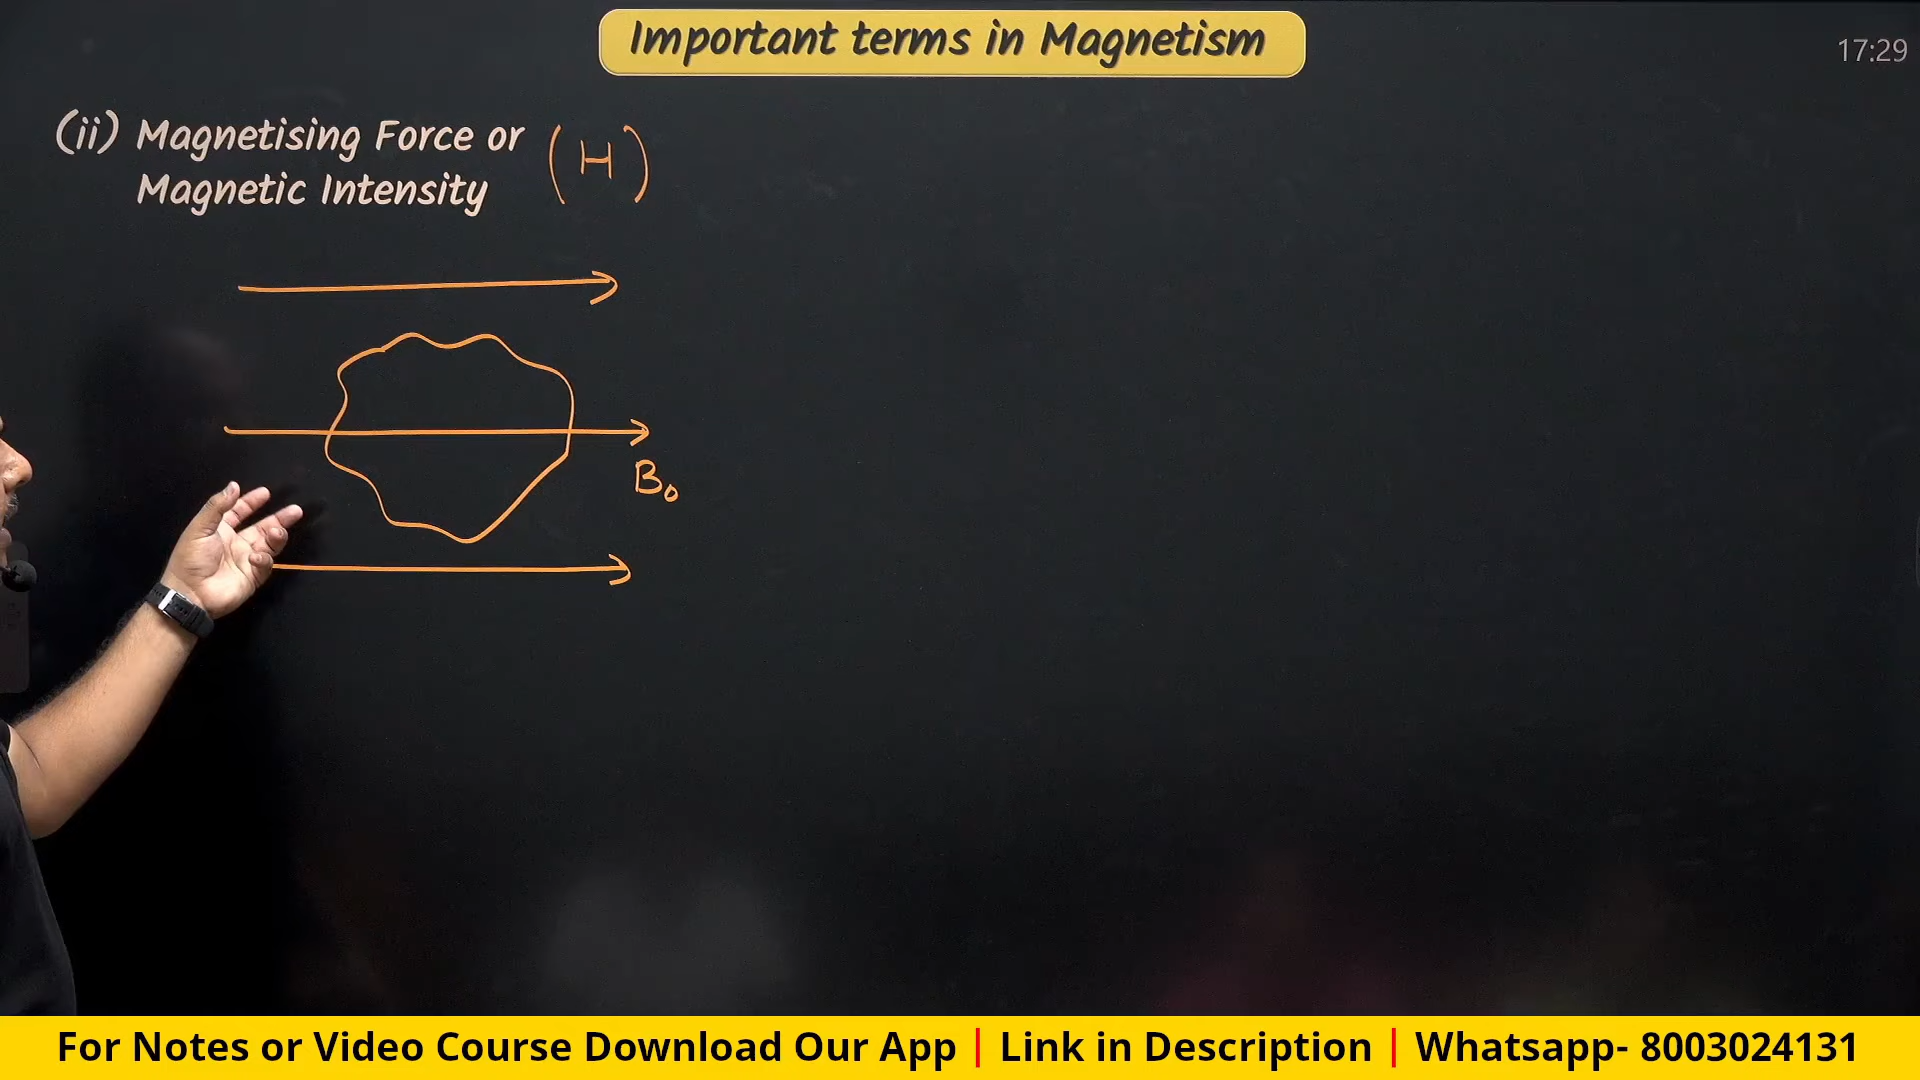 Important terms in Magnetism
17:29
(ii) Magnetising Force or
Magnetic Intensity (H)
B₀
For Notes or Video Course Download Our App | Link in Description | Whatsapp- 8003024131